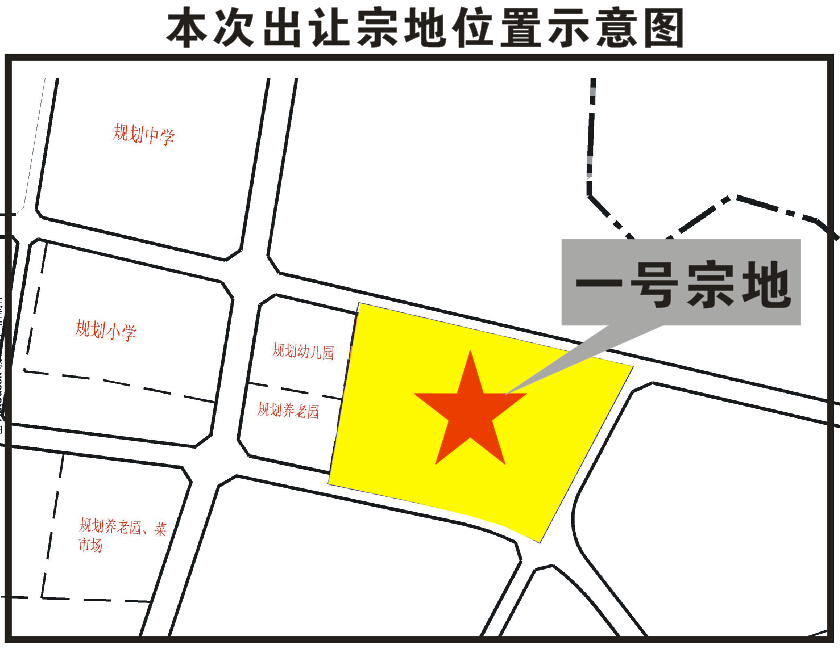 本次出让宗地位置示意图
规划中学
一号宗地
规划小学
规划幼儿园
规划养老园
规划养老园、菜
市场